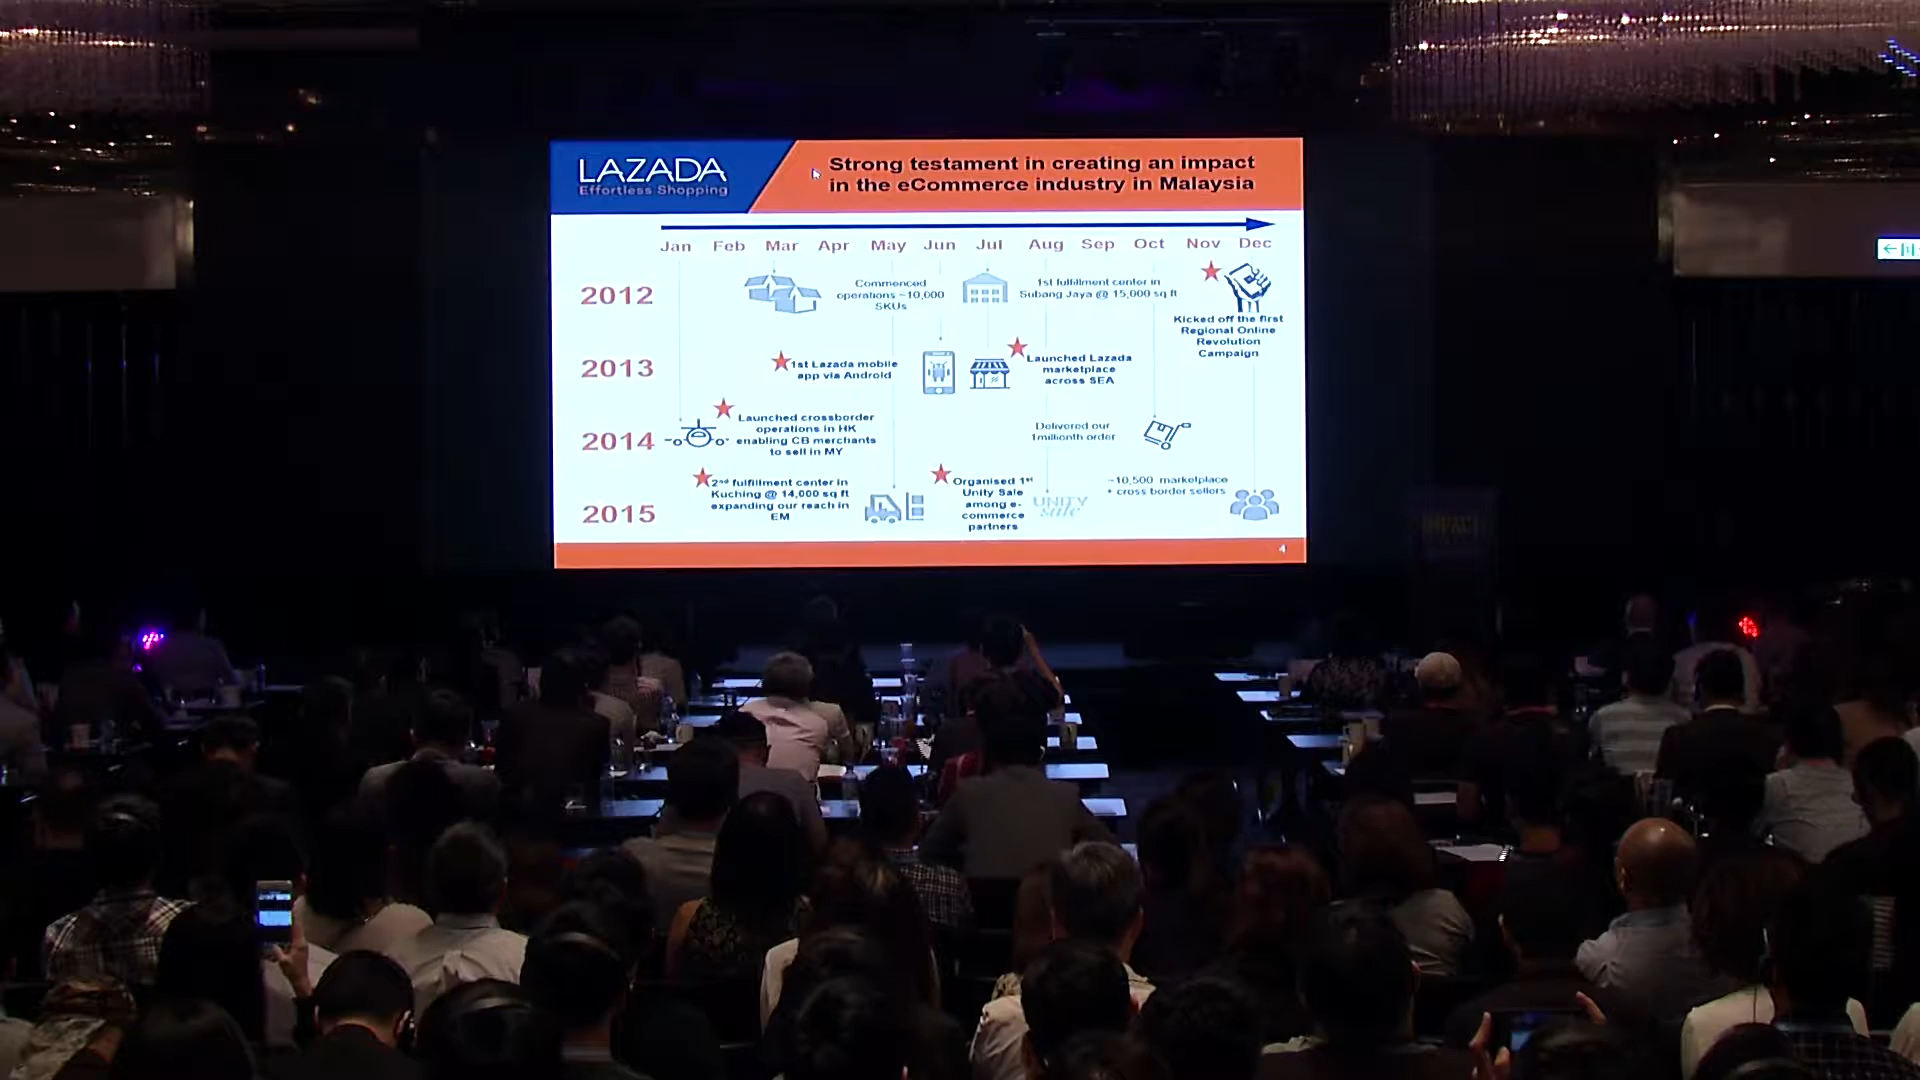 LAZADA
Effortless Shopping
Strong testament in creating an impact
in the eCommerce industry in Malaysia
Jan Feb Mar Apr May Jun Jul Aug Sep Oct Nov Dec
2012
Commenced
operations ~10,000
SKUs
1st fulfillment center in
Subang Jaya @ 15,000 sq ft
Kicked off the first
Regional Online
Revolution
Campaign
2013
1st Lazada mobile
app via Android
Launched Lazada
marketplace
across SEA
2014
Launched crossborder
operations in HK
enabling CB merchants
to sell in MY
Delivered our
1millionth order
2015
2nd fulfillment center in
Kuching @ 14,000 sq ft
expanding our reach in
EM
Organised 1st
Unity Sale
among e-
commerce
partners
UNITY
sale
~10,500 marketplace
+ cross border sellers
4